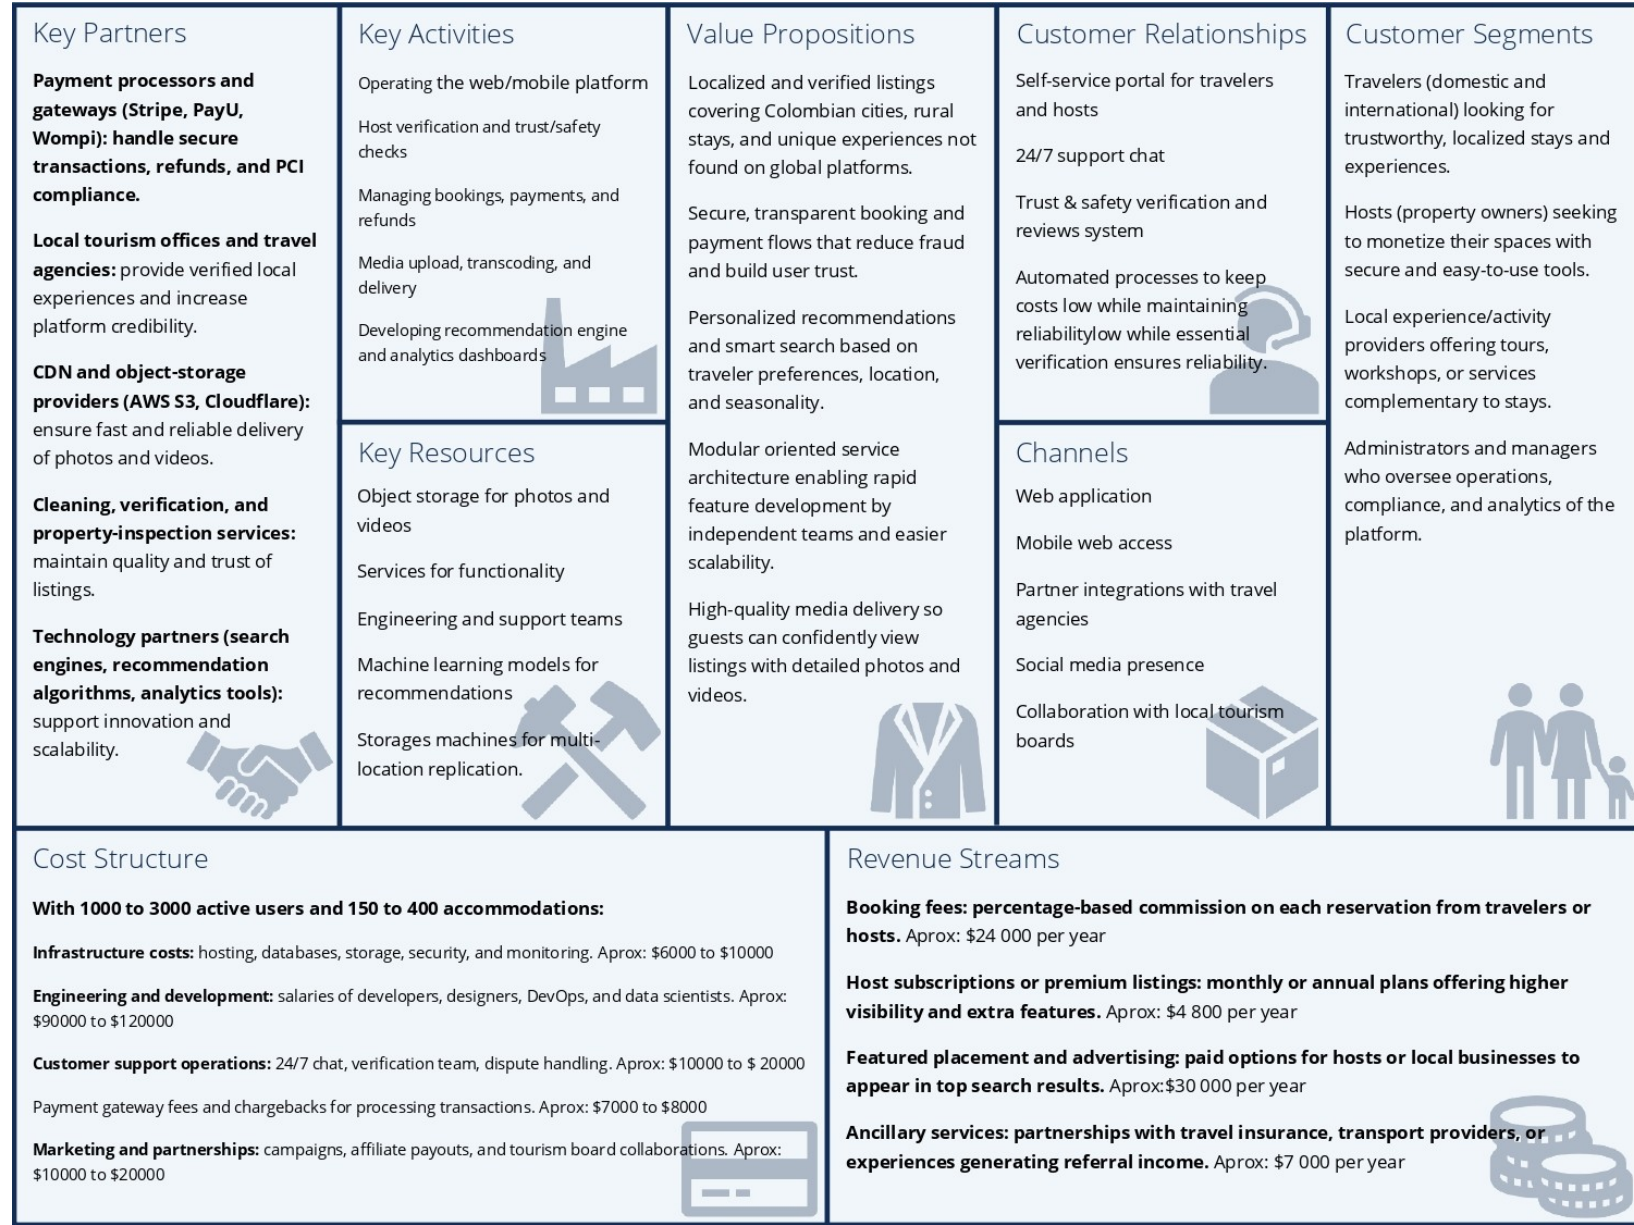 Key Partners
Payment processors and
gateways (Stripe, PayU,
Wompi): handle secure
transactions, refunds, and PCI
compliance.
Local tourism offices and travel
agencies: provide verified local
experiences and increase
platform credibility.
CDN and object-storage
providers (AWS S3, Cloudflare):
ensure fast and reliable delivery
of photos and videos.
Cleaning, verification, and
property-inspection services:
maintain quality and trust of
listings.
Technology partners (search
engines, recommendation
algorithms, analytics tools):
support innovation and
scalability.
Key Activities
Operating the web/mobile platform
Host verification and trust/safety
checks
Managing bookings, payments, and
refunds
Media upload, transcoding, and
delivery
Developing recommendation engine
and analytics dashboards
Key Resources
Object storage for photos and
videos
Services for functionality
Engineering and support teams
Machine learning models for
recommendations
Storages machines for multi-
location replication.
Value Propositions
Localized and verified listings
covering Colombian cities, rural
stays, and unique experiences not
found on global platforms.
Secure, transparent booking and
payment flows that reduce fraud
and build user trust.
Personalized recommendations
and smart search based on
traveler preferences, location,
and seasonality.
Modular oriented service
architecture enabling rapid
feature development by
independent teams and easier
scalability.
High-quality media delivery so
guests can confidently view
listings with detailed photos and
videos.
Customer Relationships
Self-service portal for travelers
and hosts
24/7 support chat
Trust & safety verification and
reviews system
Automated processes to keep
costs low while maintaining
reliabilitylow while essential
verification ensures reliability.
Channels
Web application
Mobile web access
Partner integrations with travel
agencies
Social media presence
Collaboration with local tourism
boards
Customer Segments
Travelers (domestic and
international) looking for
trustworthy, localized stays and
experiences.
Hosts (property owners) seeking
to monetize their spaces with
secure and easy-to-use tools.
Local experience/activity
providers offering tours,
workshops, or services
complementary to stays.
Administrators and managers
who oversee operations,
compliance, and analytics of the
platform.
Cost Structure
With 1000 to 3000 active users and 150 to 400 accommodations:
Infrastructure costs: hosting, databases, storage, security, and monitoring. Aprox: $6000 to $10000
Engineering and development: salaries of developers, designers, DevOps, and data scientists. Aprox:
$90000 to $120000
Customer support operations: 24/7 chat, verification team, dispute handling. Aprox: $10000 to $ 20000
Payment gateway fees and chargebacks for processing transactions. Aprox: $7000 to $8000
Marketing and partnerships: campaigns, affiliate payouts, and tourism board collaborations. Aprox:
$10000 to $20000
Revenue Streams
Booking fees: percentage-based commission on each reservation from travelers or
hosts. Aprox: $24 000 per year
Host subscriptions or premium listings: monthly or annual plans offering higher
visibility and extra features. Aprox: $4 800 per year
Featured placement and advertising: paid options for hosts or local businesses to
appear in top search results. Aprox:$30 000 per year
Ancillary services: partnerships with travel insurance, transport providers, or
experiences generating referral income. Aprox: $7 000 per year